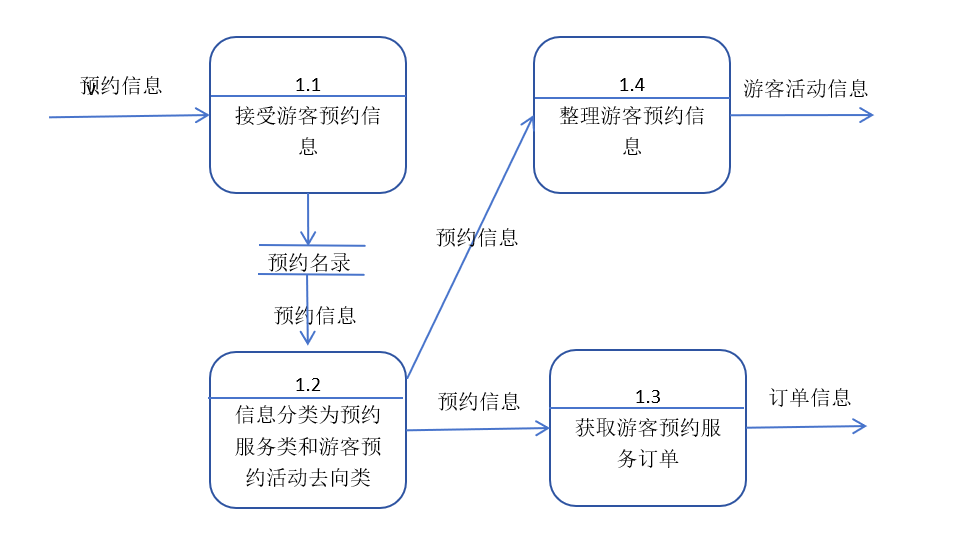 预约信息
1.1
接受游客预约信
息
1.4
整理游客预约信
息
游客活动信息
预约名录
预约信息
预约信息
1.2
信息分类为预约
服务类和游客预
约活动去向类
预约信息
1.3
获取游客预约服
务订单
订单信息